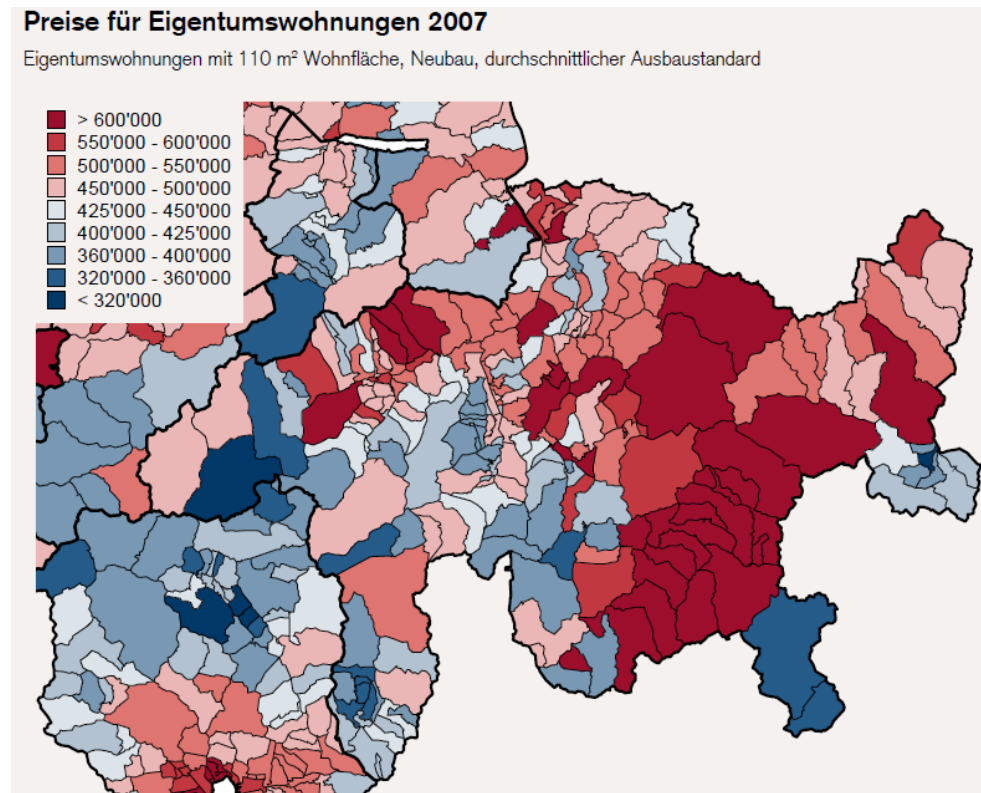 Preise für Eigentumswohnungen 2007
Eigentumswohnungen mit 110 m² Wohnfläche, Neubau, durchschnittlicher Ausbaustandard
> 600'000
550'000 - 600'000
500'000 - 550'000
450'000 - 500'000
425'000 - 450'000
400'000 - 425'000
360'000 - 400'000
320'000 - 360'000
< 320'000